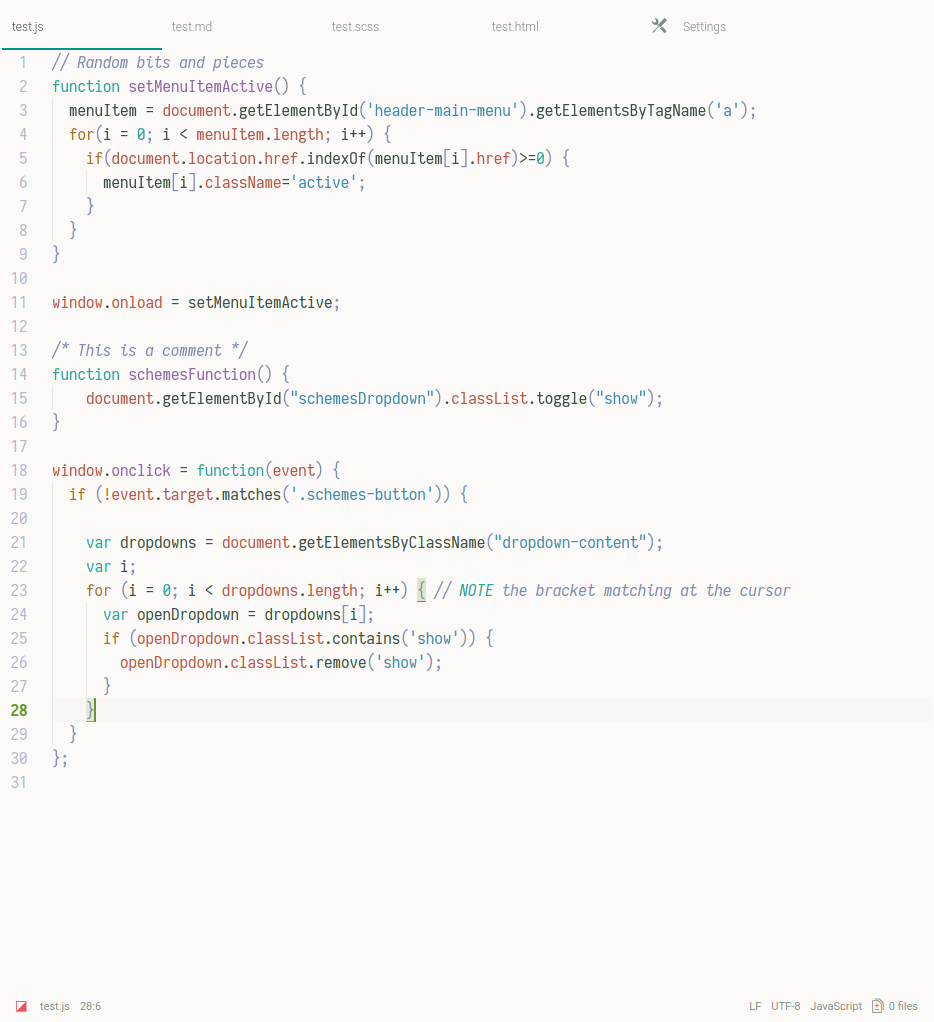 test.js test.md test.scss test.html Settings
1 // Random bits and pieces
2 function setMenuItemActive() {
3   menuItem = document.getElementById('header-main-menu').getElementsByTagName('a');
4   for(i = 0; i < menuItem.length; i++) {
5     if(document.location.href.indexOf(menuItem[i].href)>=0) {
6       menuItem[i].className='active';
7     }
8   }
9 }
10
11 window.onload = setMenuItemActive;
12
13 /* This is a comment */
14 function schemesFunction() {
15     document.getElementById("schemesDropdown").classList.toggle("show");
16 }
17
18 window.onclick = function(event) {
19   if (!event.target.matches('.schemes-button')) {
20
21     var dropdowns = document.getElementsByClassName("dropdown-content");
22     var i;
23     for (i = 0; i < dropdowns.length; i++) { // NOTE the bracket matching at the cursor
24       var openDropdown = dropdowns[i];
25       if (openDropdown.classList.contains('show')) {
26         openDropdown.classList.remove('show');
27       }
28     }
29   }
30 };
31
test.js 28:6 LF UTF-8 JavaScript 0 files